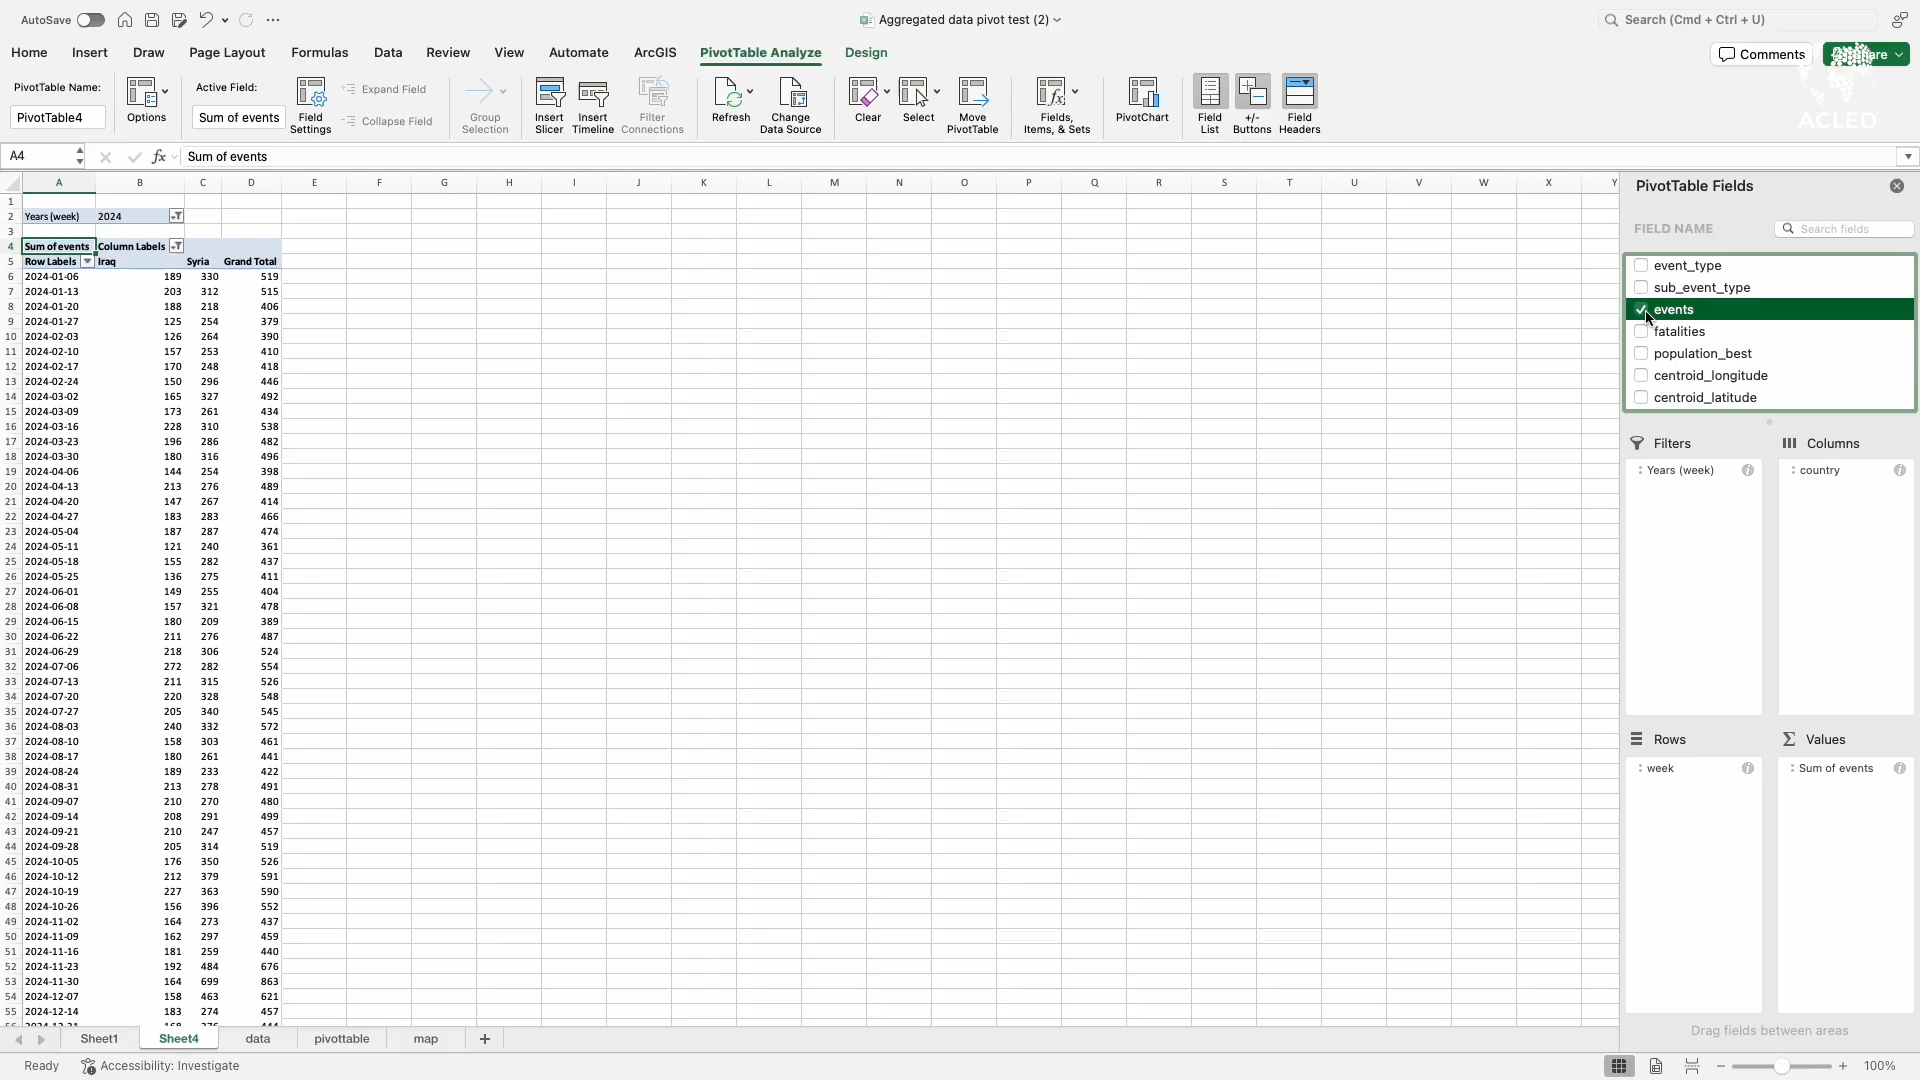 AutoSave
Aggregated data pivot test (2)
Search (Cmd + Ctrl + U)
Home Insert Draw Page Layout Formulas Data Review View Automate ArcGIS PivotTable Analyze Design
Comments
ACLED
PivotTable Name:
PivotTable4
Options
Active Field:
Sum of events
Field Settings
Expand Field
Collapse Field
Group Selection
Insert Slicer
Insert Timeline
Filter Connections
Refresh
Change Data Source
Clear
Select
Move PivotTable
Fields, Items, & Sets
PivotChart
Field List
+/- Buttons
Field Headers
A4 fx Sum of events
A B C D E F G H I J K L M N O P Q R S T U V W X Y
1
2 Years (week) 2024
3
4 Sum of events Column Labels
5 Row Labels Iraq Syria Grand Total
6 2024-01-06 189 330 519
7 2024-01-13 203 312 515
8 2024-01-20 188 218 406
9 2024-01-27 125 254 379
10 2024-02-03 126 264 390
11 2024-02-10 157 253 410
12 2024-02-17 170 248 418
13 2024-02-24 150 296 446
14 2024-03-02 165 327 492
15 2024-03-09 173 261 434
16 2024-03-16 228 310 538
17 2024-03-23 196 286 482
18 2024-03-30 180 316 496
19 2024-04-06 144 254 398
20 2024-04-13 213 276 489
21 2024-04-20 147 267 414
22 2024-04-27 183 283 466
23 2024-05-04 187 287 474
24 2024-05-11 121 240 361
25 2024-05-18 155 282 437
26 2024-05-25 136 275 411
27 2024-06-01 149 255 404
28 2024-06-08 157 321 478
29 2024-06-15 180 209 389
30 2024-06-22 211 276 487
31 2024-06-29 218 306 524
32 2024-07-06 272 282 554
33 2024-07-13 211 315 526
34 2024-07-20 220 328 548
35 2024-07-27 205 340 545
36 2024-08-03 240 332 572
37 2024-08-10 158 303 461
38 2024-08-17 180 261 441
39 2024-08-24 189 233 422
40 2024-08-31 213 278 491
41 2024-09-07 210 270 480
42 2024-09-14 208 291 499
43 2024-09-21 210 247 457
44 2024-09-28 205 314 519
45 2024-10-05 176 350 526
46 2024-10-12 212 379 591
47 2024-10-19 227 363 590
48 2024-10-26 156 396 552
49 2024-11-02 164 273 437
50 2024-11-09 162 297 459
51 2024-11-16 181 259 440
52 2024-11-23 192 484 676
53 2024-11-30 164 699 863
54 2024-12-07 158 463 621
55 2024-12-14 183 274 457
PivotTable Fields
FIELD NAME
Search fields
event_type
sub_event_type
events
fatalities
population_best
centroid_longitude
centroid_latitude
Filters
Years (week)
Columns
country
Rows
week
Values
Sum of events
Drag fields between areas
Sheet1 Sheet4 data pivottable map +
Ready
Accessibility: Investigate
100%